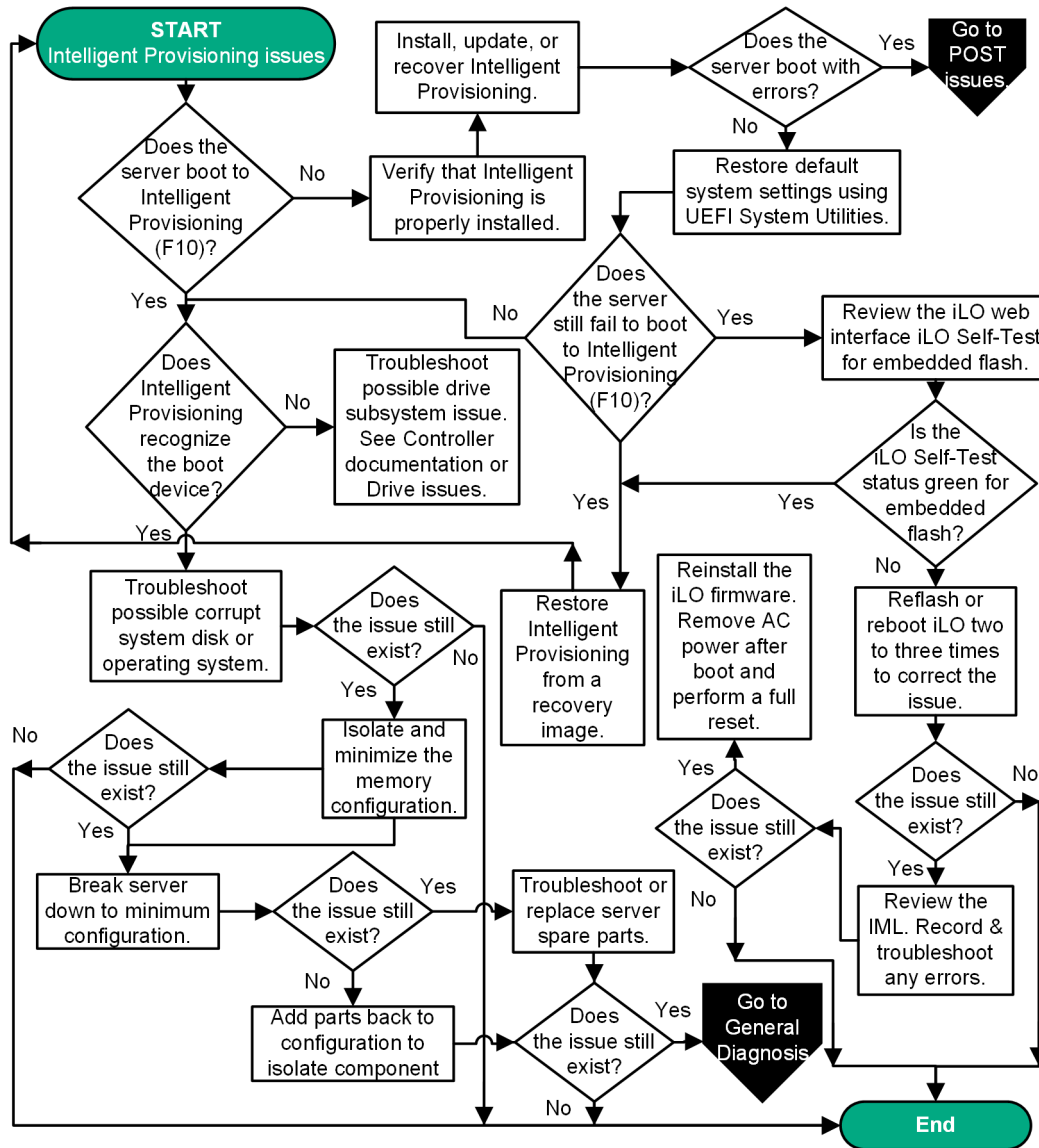 START
Intelligent Provisioning issues
Install, update, or
recover Intelligent
Provisioning.
Does the
server boot with
errors?
Yes
Go to
POST
issues.
No
Does the
server boot to
Intelligent
Provisioning
(F10)?
No
Verify that Intelligent
Provisioning is
properly installed.
Restore default
system settings using
UEFI System Utilities.
Yes
Does
the server
still fail to boot
to Intelligent
Provisioning
(F10)?
No
Yes
Review the iLO web
interface iLO Self-Test
for embedded flash.
Does
Intelligent
Provisioning
recognize
the boot
device?
No
Troubleshoot
possible drive
subsystem issue.
See Controller
documentation or
Drive issues.
Is the
iLO Self-Test
status green for
embedded
flash?
Yes
Yes
Yes
No
Troubleshoot
possible corrupt
system disk or
operating system.
Does
the issue still
exist?
No
Yes
Restore
Intelligent
Provisioning
from a
recovery
image.
Reinstall the
iLO firmware.
Remove AC
power after
boot and
perform a full
reset.
Reflash or
reboot iLO two
to three times
to correct the
issue.
No
Does
the issue still
exist?
Yes
Isolate and
minimize the
memory
configuration.
Yes
Does
the issue still
exist?
No
Does
the issue still
exist?
No
Yes
Break server
down to minimum
configuration.
Does
the issue still
exist?
Yes
No
Troubleshoot or
replace server
spare parts.
Review the
IML. Record &
troubleshoot
any errors.
Add parts back to
configuration to
isolate component
Does
the issue still
exist?
Yes
No
Go to
General
Diagnosis
End